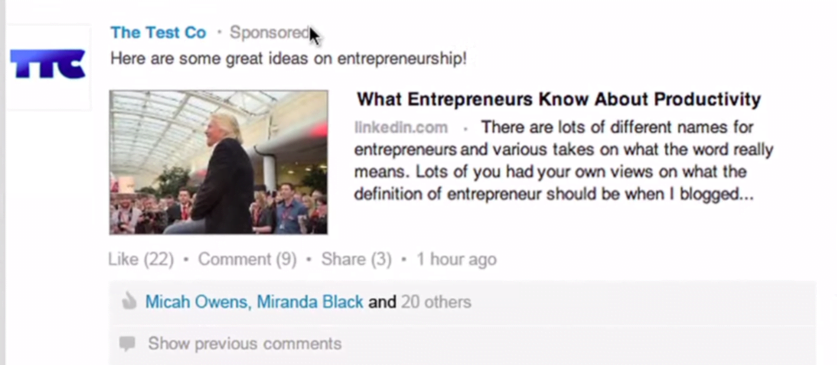 The Test Co • Sponsored
TTC
Here are some great ideas on entrepreneurship!
What Entrepreneurs Know About Productivity
linkedin.com • There are lots of different names for
entrepreneurs and various takes on what the word really
means. Lots of you had your own views on what the
definition of entrepreneur should be when I blogged...
Like (22) • Comment (9) • Share (3) • 1 hour ago
Micah Owens, Miranda Black and 20 others
Show previous comments